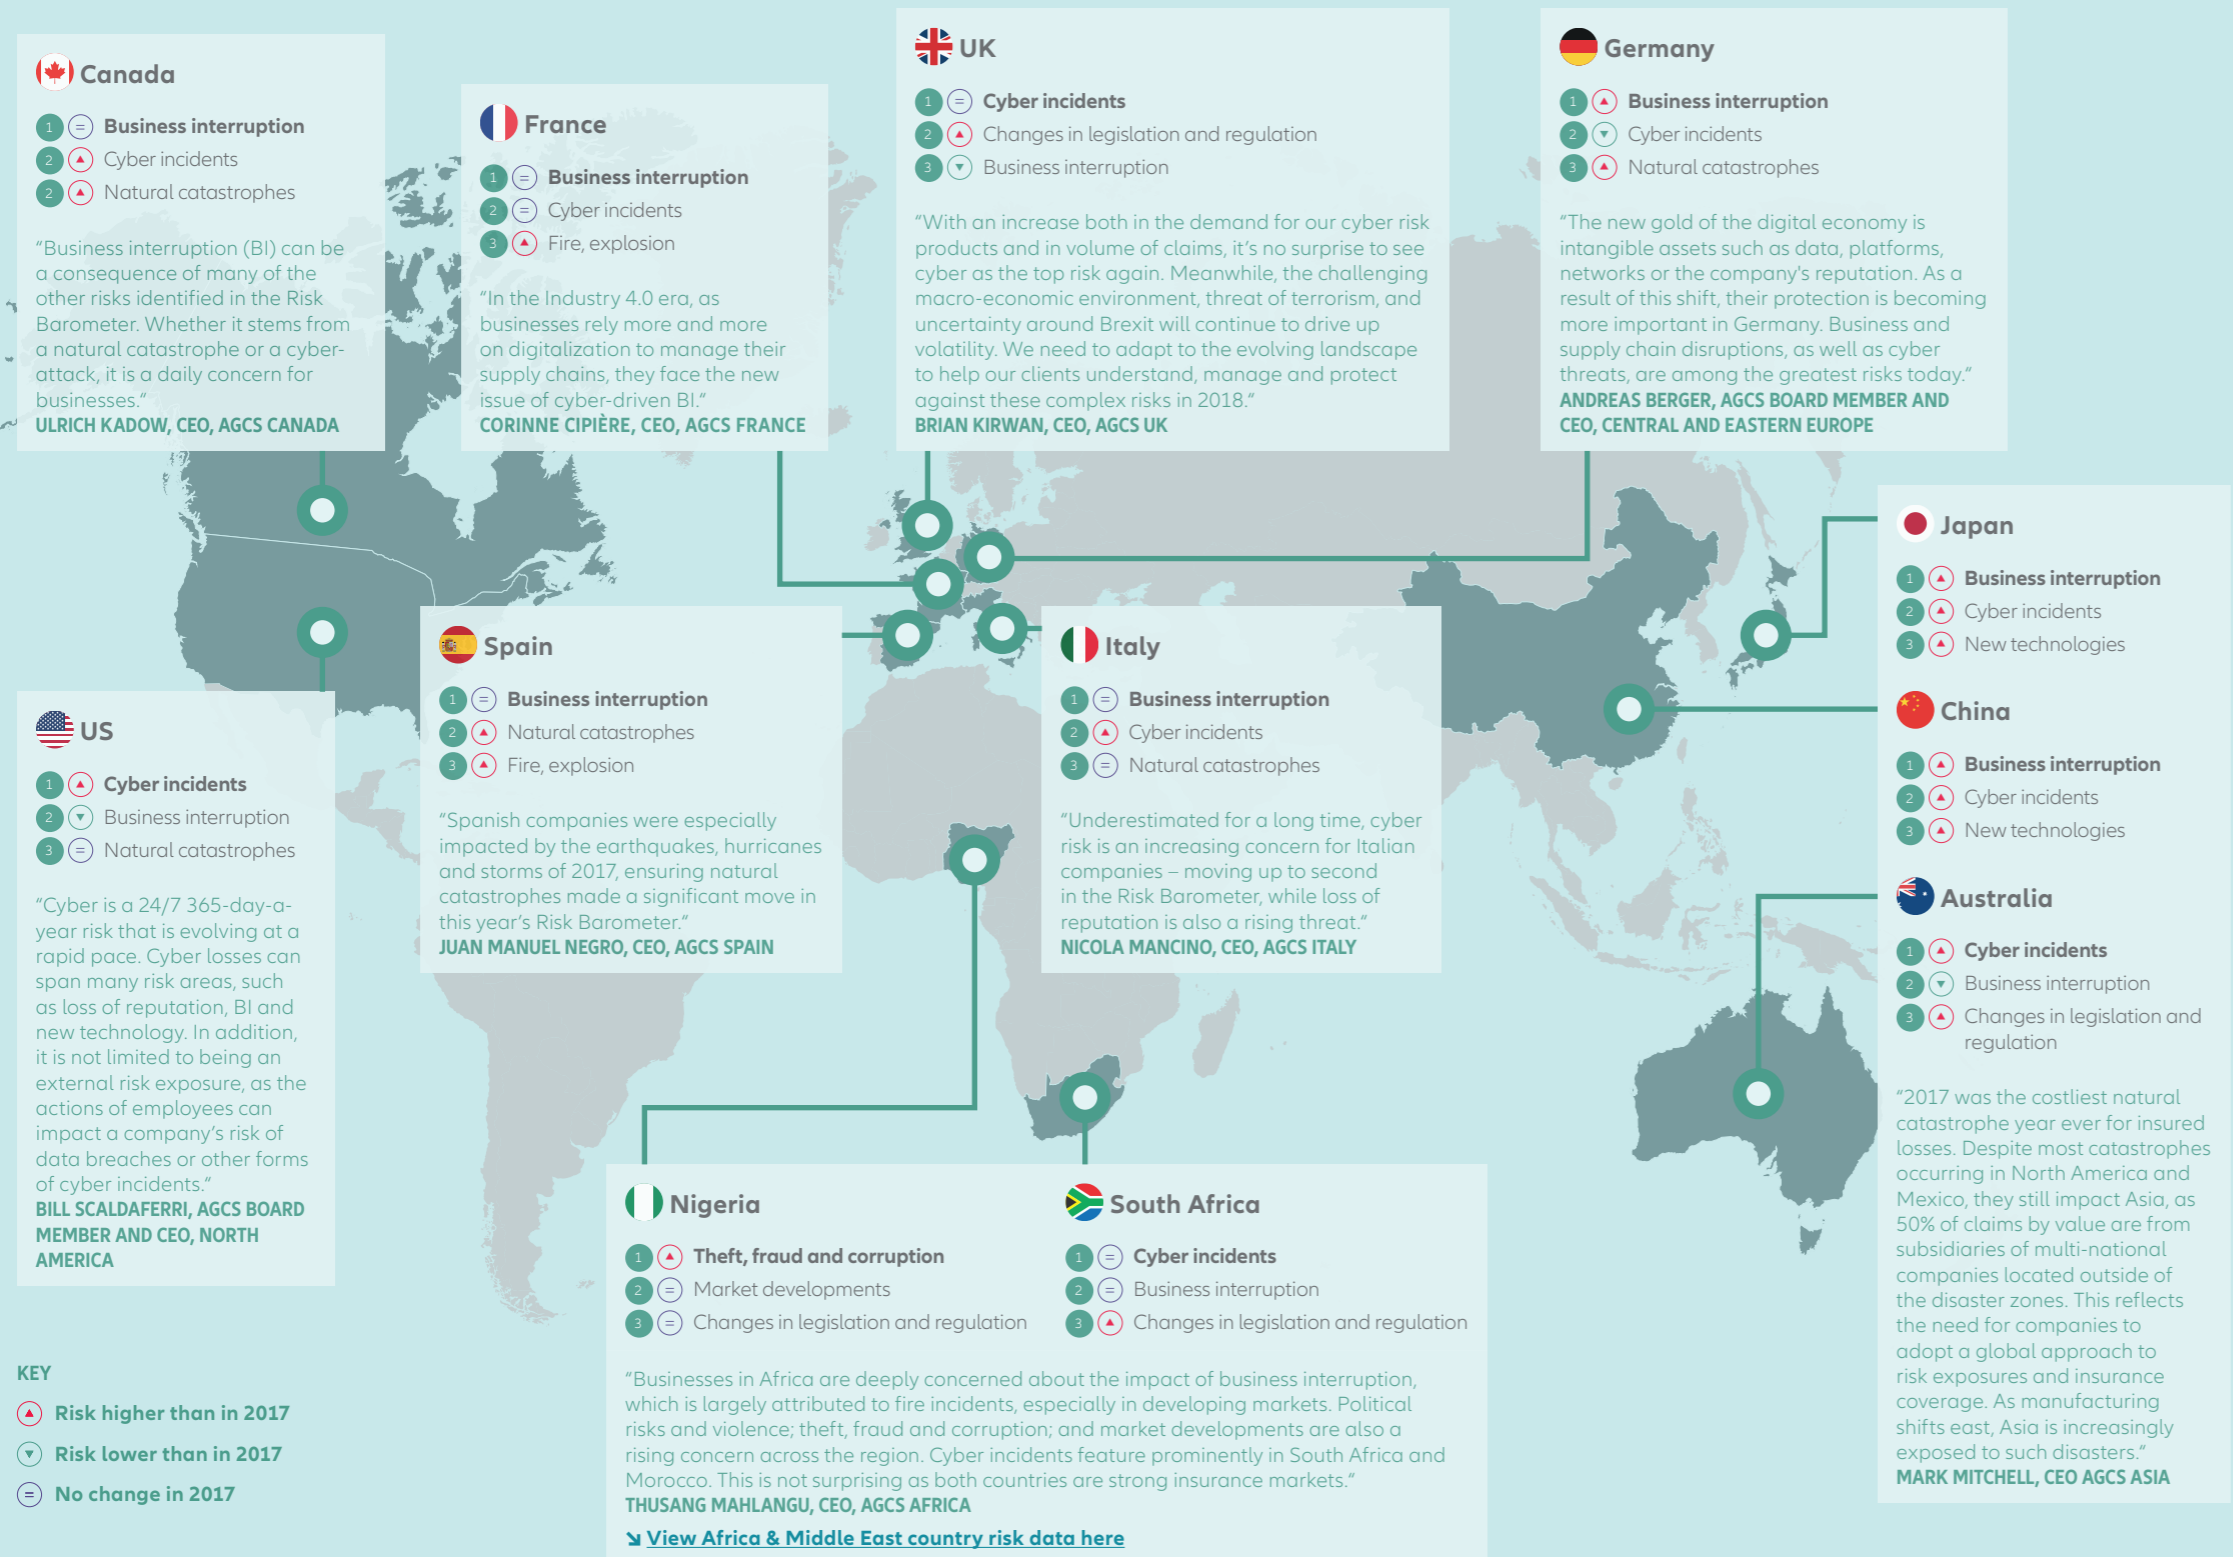 Canada
1 = Business interruption
2 ▲ Cyber incidents
2 ▲ Natural catastrophes
“Business interruption (BI) can be
a consequence of many of the
other risks identified in the Risk
Barometer. Whether it stems from
a natural catastrophe or a cyber-
attack, it is a daily concern for
businesses.“
ULRICH KADOW, CEO, AGCS CANADA
France
1 = Business interruption
2 = Cyber incidents
3 ▲ Fire, explosion
“In the Industry 4.0 era, as
businesses rely more and more
on digitalization to manage their
supply chains, they face the new
issue of cyber-driven BI.“
CORINNE CIPIÈRE, CEO, AGCS FRANCE
UK
1 = Cyber incidents
2 ▲ Changes in legislation and regulation
3 ▼ Business interruption
“With an increase both in the demand for our cyber risk
products and in volume of claims, it’s no surprise to see
cyber as the top risk again. Meanwhile, the challenging
macro-economic environment, threat of terrorism, and
uncertainty around Brexit will continue to drive up
volatility. We need to adapt to the evolving landscape
to help our clients understand, manage and protect
against these complex risks in 2018.“
BRIAN KIRWAN, CEO, AGCS UK
Germany
1 ▲ Business interruption
2 ▼ Cyber incidents
3 ▲ Natural catastrophes
“The new gold of the digital economy is
intangible assets such as data, platforms,
networks or the company's reputation. As a
result of this shift, their protection is becoming
more important in Germany. Business and
supply chain disruptions, as well as cyber
threats, are among the greatest risks today.“
ANDREAS BERGER, AGCS BOARD MEMBER AND
CEO, CENTRAL AND EASTERN EUROPE
US
1 ▲ Cyber incidents
2 ▼ Business interruption
3 = Natural catastrophes
“Cyber is a 24/7 365-day-a-
year risk that is evolving at a
rapid pace. Cyber losses can
span many risk areas, such
as loss of reputation, BI and
new technology. In addition,
it is not limited to being an
external risk exposure, as the
actions of employees can
impact a company’s risk of
data breaches or other forms
of cyber incidents.“
BILL SCALDAFERRI, AGCS BOARD
MEMBER AND CEO, NORTH
AMERICA
Spain
1 = Business interruption
2 ▲ Natural catastrophes
3 ▲ Fire, explosion
“Spanish companies were especially
impacted by the earthquakes, hurricanes
and storms of 2017, ensuring natural
catastrophes made a significant move in
this year’s Risk Barometer.“
JUAN MANUEL NEGRO, CEO, AGCS SPAIN
Italy
1 = Business interruption
2 ▲ Cyber incidents
3 = Natural catastrophes
“Underestimated for a long time, cyber
risk is an increasing concern for Italian
companies – moving up to second
in the Risk Barometer, while loss of
reputation is also a rising threat.“
NICOLA MANCINO, CEO, AGCS ITALY
Japan
1 ▲ Business interruption
2 ▲ Cyber incidents
3 ▲ New technologies
China
1 ▲ Business interruption
2 ▲ Cyber incidents
3 ▲ New technologies
Australia
1 ▲ Cyber incidents
2 ▼ Business interruption
3 ▲ Changes in legislation and
regulation
“2017 was the costliest natural
catastrophe year ever for insured
losses. Despite most catastrophes
occurring in North America and
Mexico, they still impact Asia, as
50% of claims by value are from
subsidiaries of multi-national
companies located outside of
the disaster zones. This reflects
the need for companies to
adopt a global approach to
risk exposures and insurance
coverage. As manufacturing
shifts east, Asia is increasingly
exposed to such disasters.“
MARK MITCHELL, CEO AGCS ASIA
Nigeria
1 ▲ Theft, fraud and corruption
2 = Market developments
3 = Changes in legislation and regulation
South Africa
1 = Cyber incidents
2 = Business interruption
3 ▲ Changes in legislation and regulation
“Businesses in Africa are deeply concerned about the impact of business interruption,
which is largely attributed to fire incidents, especially in developing markets. Political
risks and violence; theft, fraud and corruption; and market developments are also a
rising concern across the region. Cyber incidents feature prominently in South Africa and
Morocco. This is not surprising as both countries are strong insurance markets.“
THUSANG MAHLANGU, CEO, AGCS AFRICA
View Africa & Middle East country risk data here
KEY
▲ Risk higher than in 2017
▼ Risk lower than in 2017
= No change in 2017